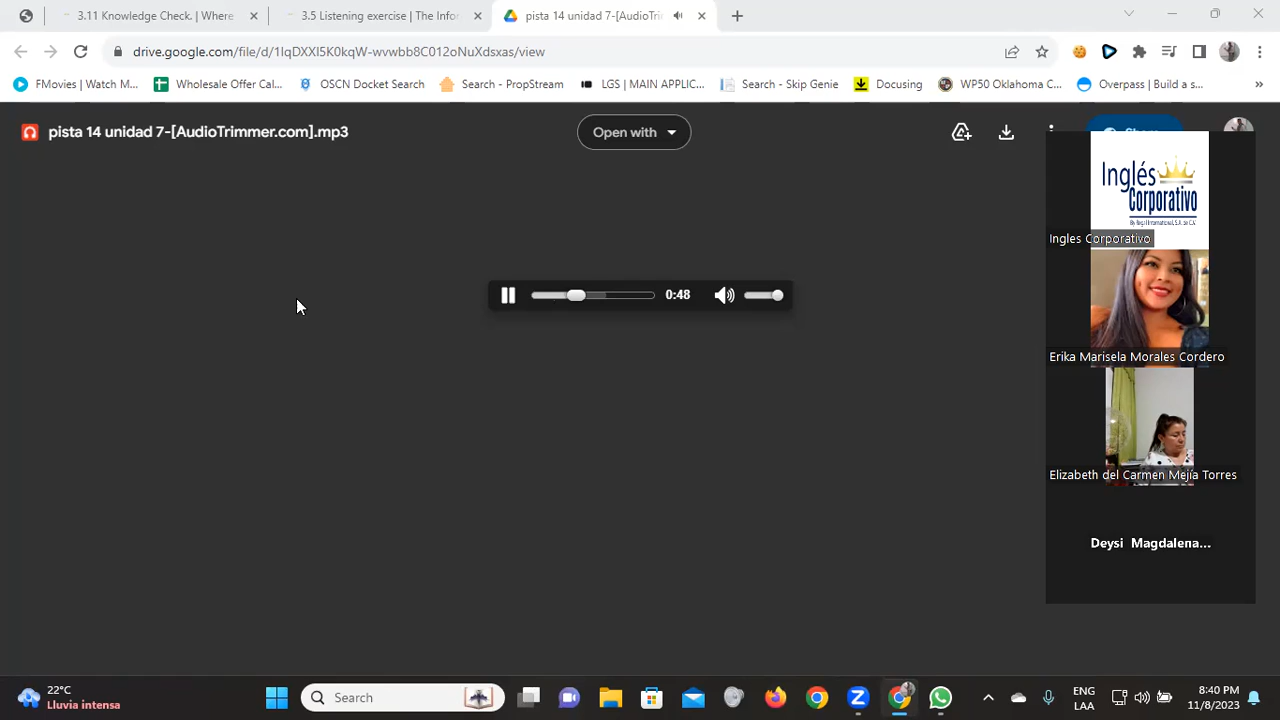 3.11 Knowledge Check. | Where
3.5 Listening exercise | The Infor
pista 14 unidad 7-[AudioTri
drive.google.com/file/d/1lqDXXI5K0kqW-wvwbb8C012oNuXdsxas/view
FMovies | Watch M...
Wholesale Offer Cal...
OSCN Docket Search
Search - PropStream
LGS | MAIN APPLIC...
Search - Skip Genie
Docusing
WP50 Oklahoma C...
Overpass | Build a s...
»
pista 14 unidad 7-[AudioTrimmer.com].mp3
Open with
Share
Inglés
Corporativo
Ingles Corporativo
0:48
Erika Marisela Morales Cordero
Elizabeth del Carmen Mejía Torres
Deysi Magdalena...
22°C
Lluvia intensa
Search
ENG
LAA
8:40 PM
11/8/2023